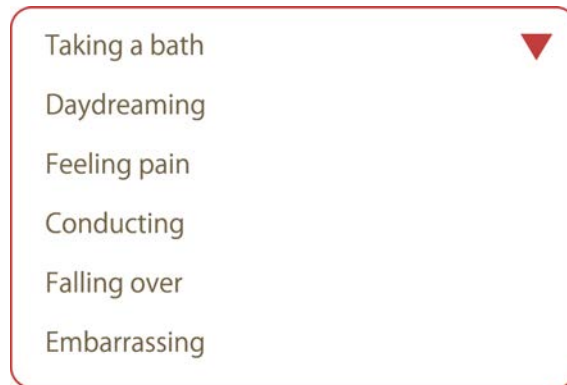 Taking a bath
Daydreaming
Feeling pain
Conducting
Falling over
Embarrassing